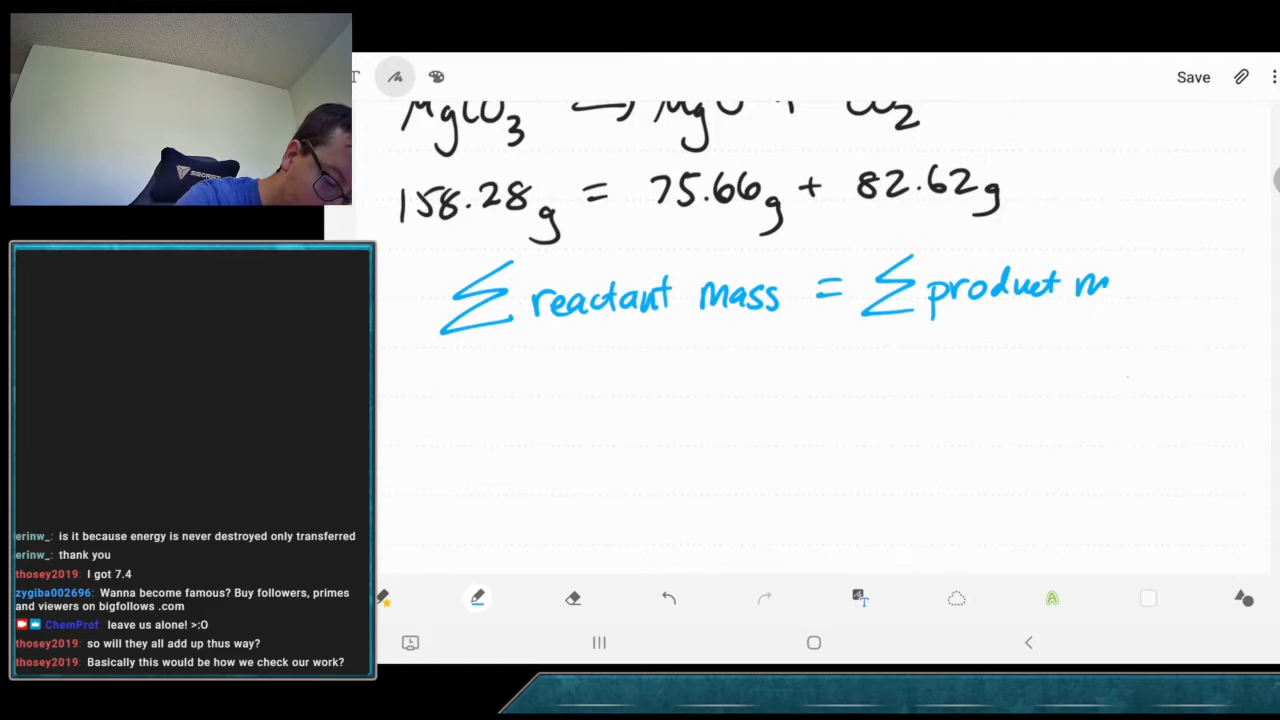 T
Save
MgCO3 → MgO + CO2
158.28g = 75.66g + 82.62g
∑ reactant mass = ∑ product m
SECRETLAB
erinw_: is it because energy is never destroyed only transferred
erinw_: thank you
thosey2019: I got 7.4
zygiba002696: Wanna become famous? Buy followers, primes
and viewers on bigfollows .com
ChemProf: leave us alone! >:O
thosey2019: so will they all add up thus way?
thosey2019: Basically this would be how we check our work?
T
A